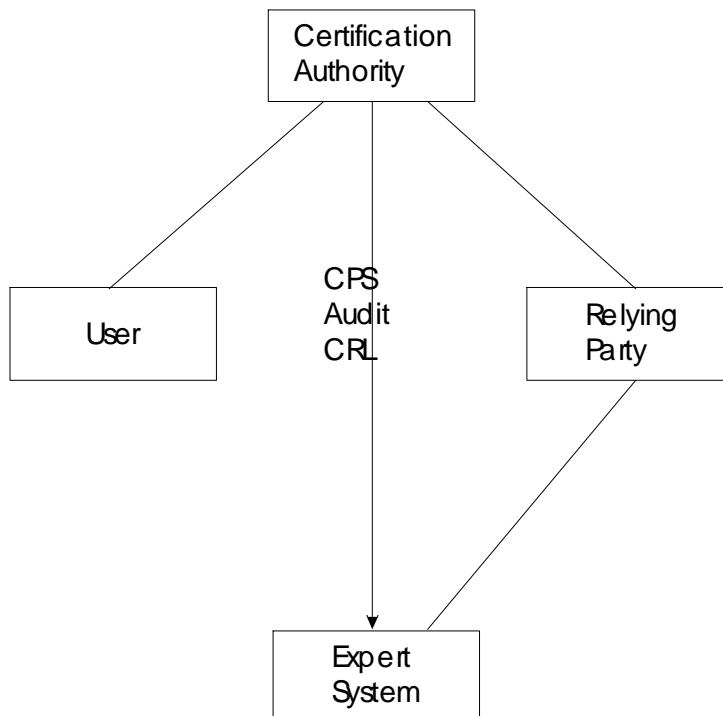 Certification
Authority
CPS
Audit
CRL
User
Relying
Party
Expert
System